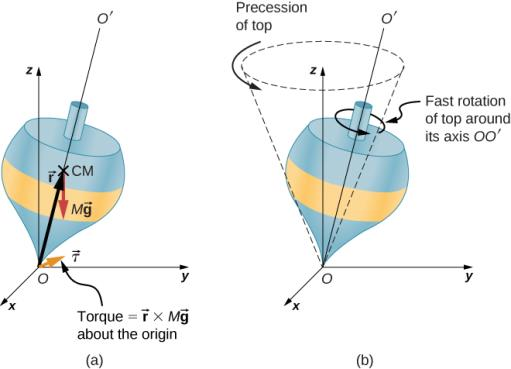 O′
z
r⃗
CM
Mg⃗
τ⃗
O
y
x
Torque = r⃗ × Mg⃗
about the origin
(a)
Precession
of top
O′
z
Fast rotation
of top around
its axis OO′
O
y
x
(b)